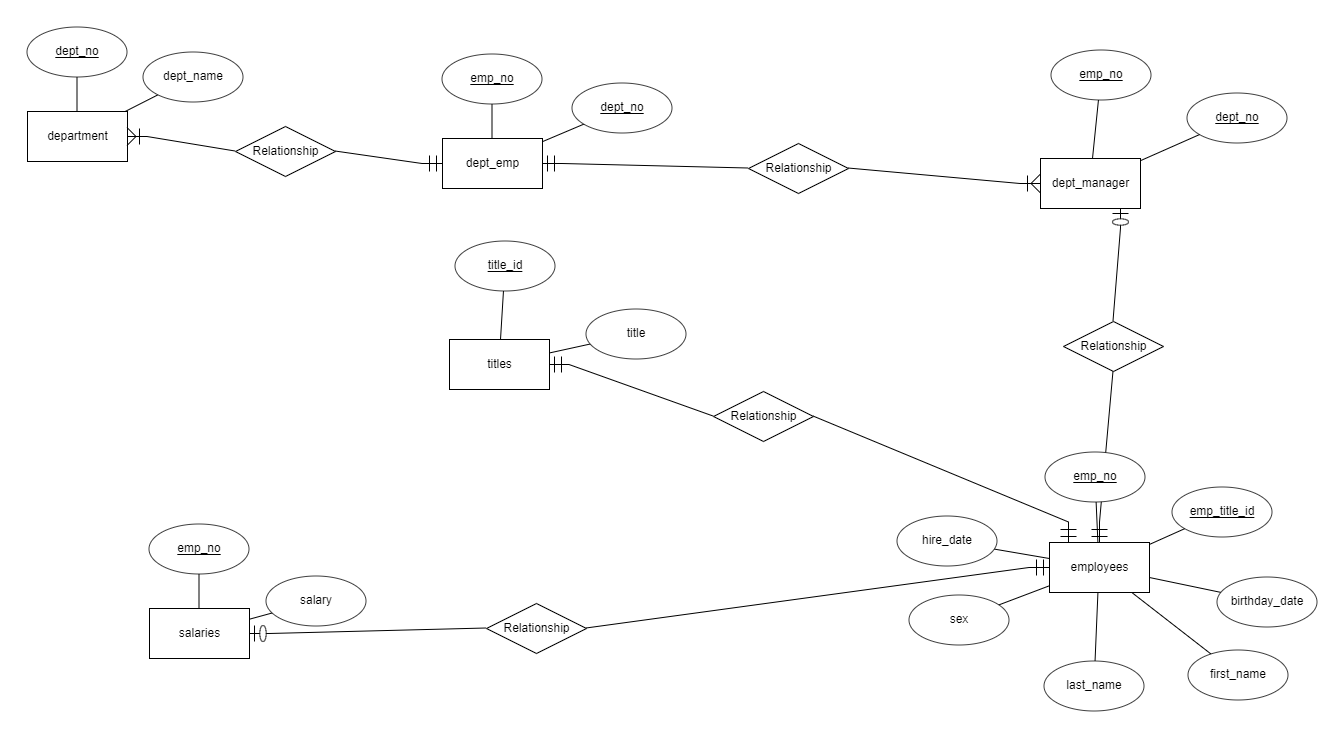 dept_no
dept_name
department
Relationship
emp_no
dept_no
dept_emp
Relationship
emp_no
dept_no
dept_manager
title_id
title
titles
Relationship
Relationship
emp_no
emp_title_id
hire_date
employees
birthday_date
sex
first_name
last_name
emp_no
salary
salaries
Relationship